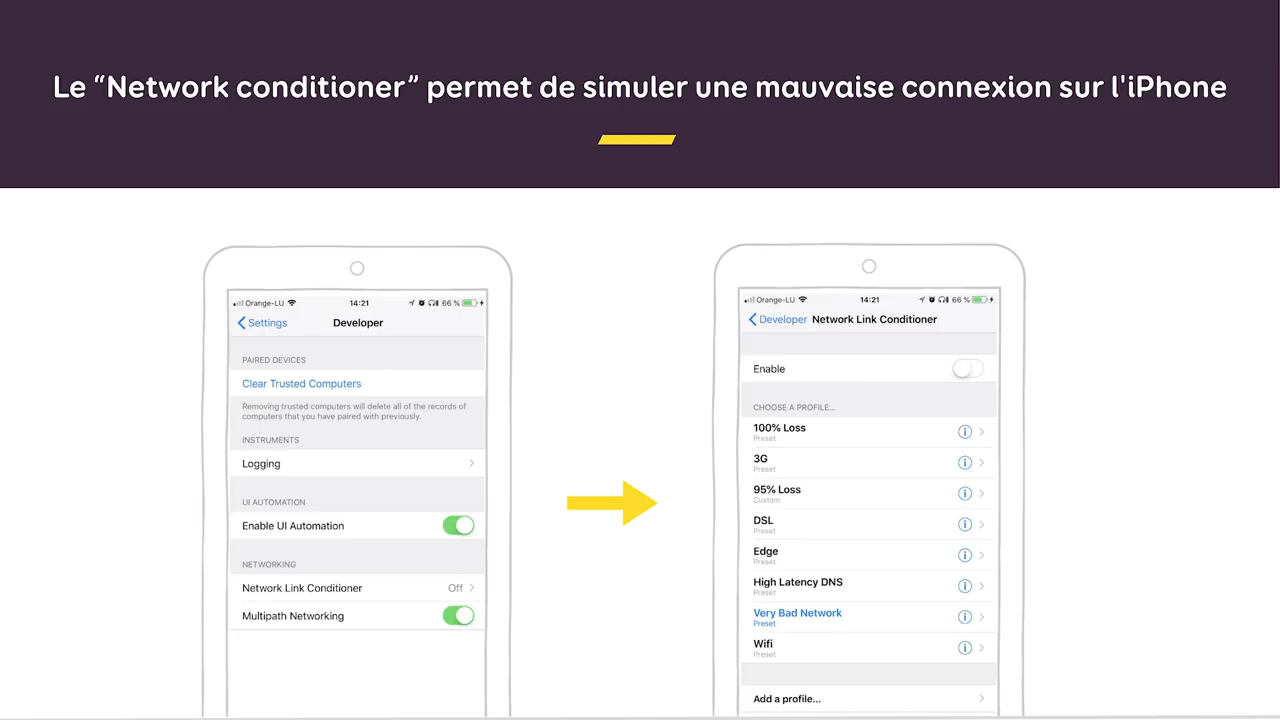 Le “Network conditioner” permet de simuler une mauvaise connexion sur l'iPhone
Orange-LU 14:21 66 %
Settings Developer
PAIRED DEVICES
Clear Trusted Computers
Removing trusted computers will delete all of the records of
computers that you have paired with previously.
INSTRUMENTS
Logging
UI AUTOMATION
Enable UI Automation
NETWORKING
Network Link Conditioner Off
Multipath Networking
Orange-LU 14:21 66 %
Developer Network Link Conditioner
Enable
CHOOSE A PROFILE...
100% Loss
Preset
3G
Preset
95% Loss
Custom
DSL
Preset
Edge
Preset
High Latency DNS
Preset
Very Bad Network
Preset
Wifi
Preset
Add a profile...